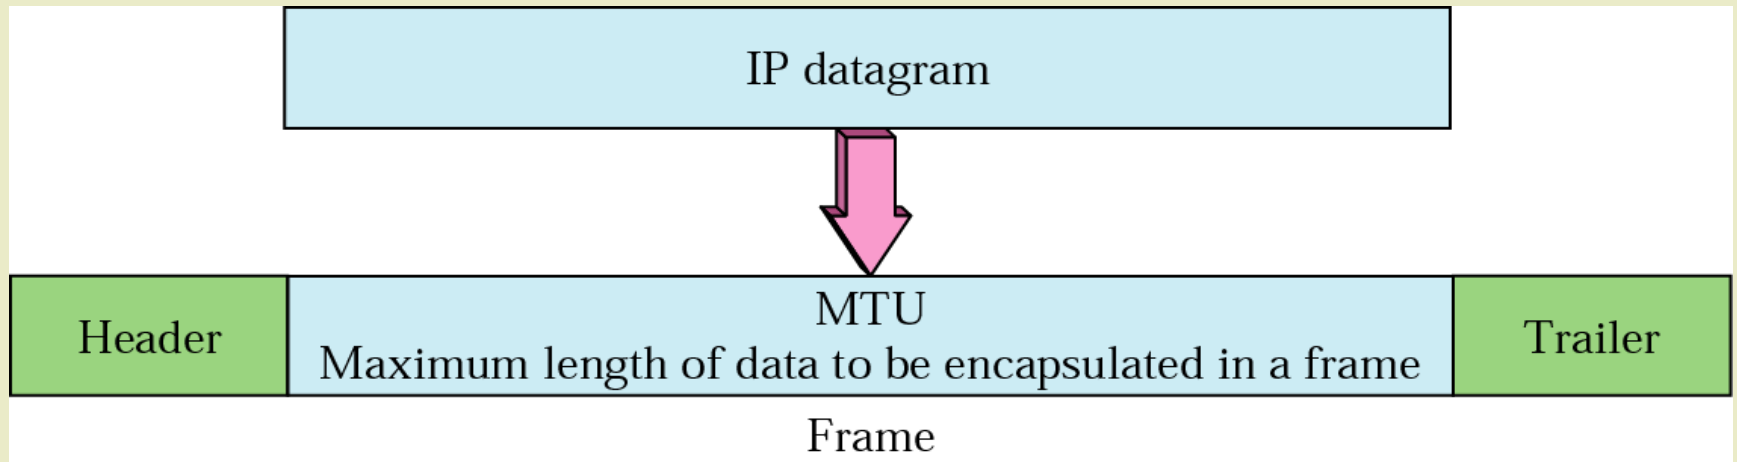 IP datagram
MTU
Header
Maximum length of data to be encapsulated in a frame
Trailer
Frame